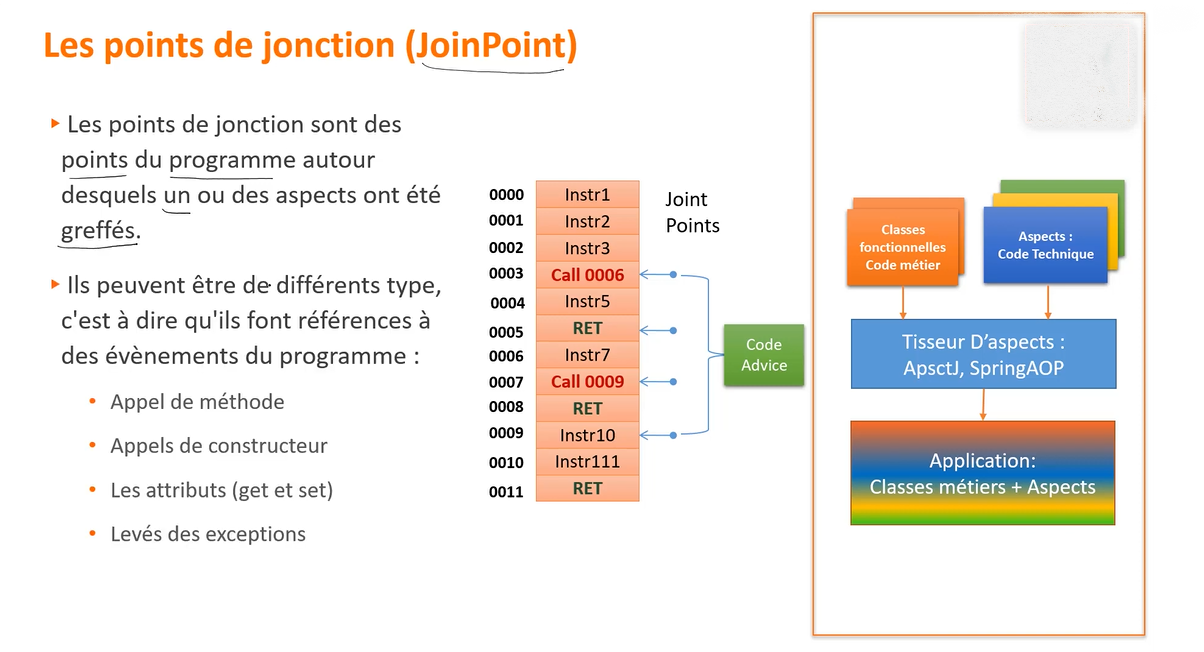 Les points de jonction (JoinPoint)
Les points de jonction sont des
points du programme autour
desquels un ou des aspects ont été
greffés.
Ils peuvent être de différents type,
c'est à dire qu'ils font références à
des évènements du programme :
• Appel de méthode
• Appels de constructeur
• Les attributs (get et set)
• Levés des exceptions
0000 Instr1
0001 Instr2
0002 Instr3
0003 Call 0006
0004 Instr5
0005 RET
0006 Instr7
0007 Call 0009
0008 RET
0009 Instr10
0010 Instr111
0011 RET
Joint
Points
Code
Advice
Classes
fonctionnelles
Code métier
Aspects :
Code Technique
Tisseur D’aspects :
ApsctJ, SpringAOP
Application:
Classes métiers + Aspects